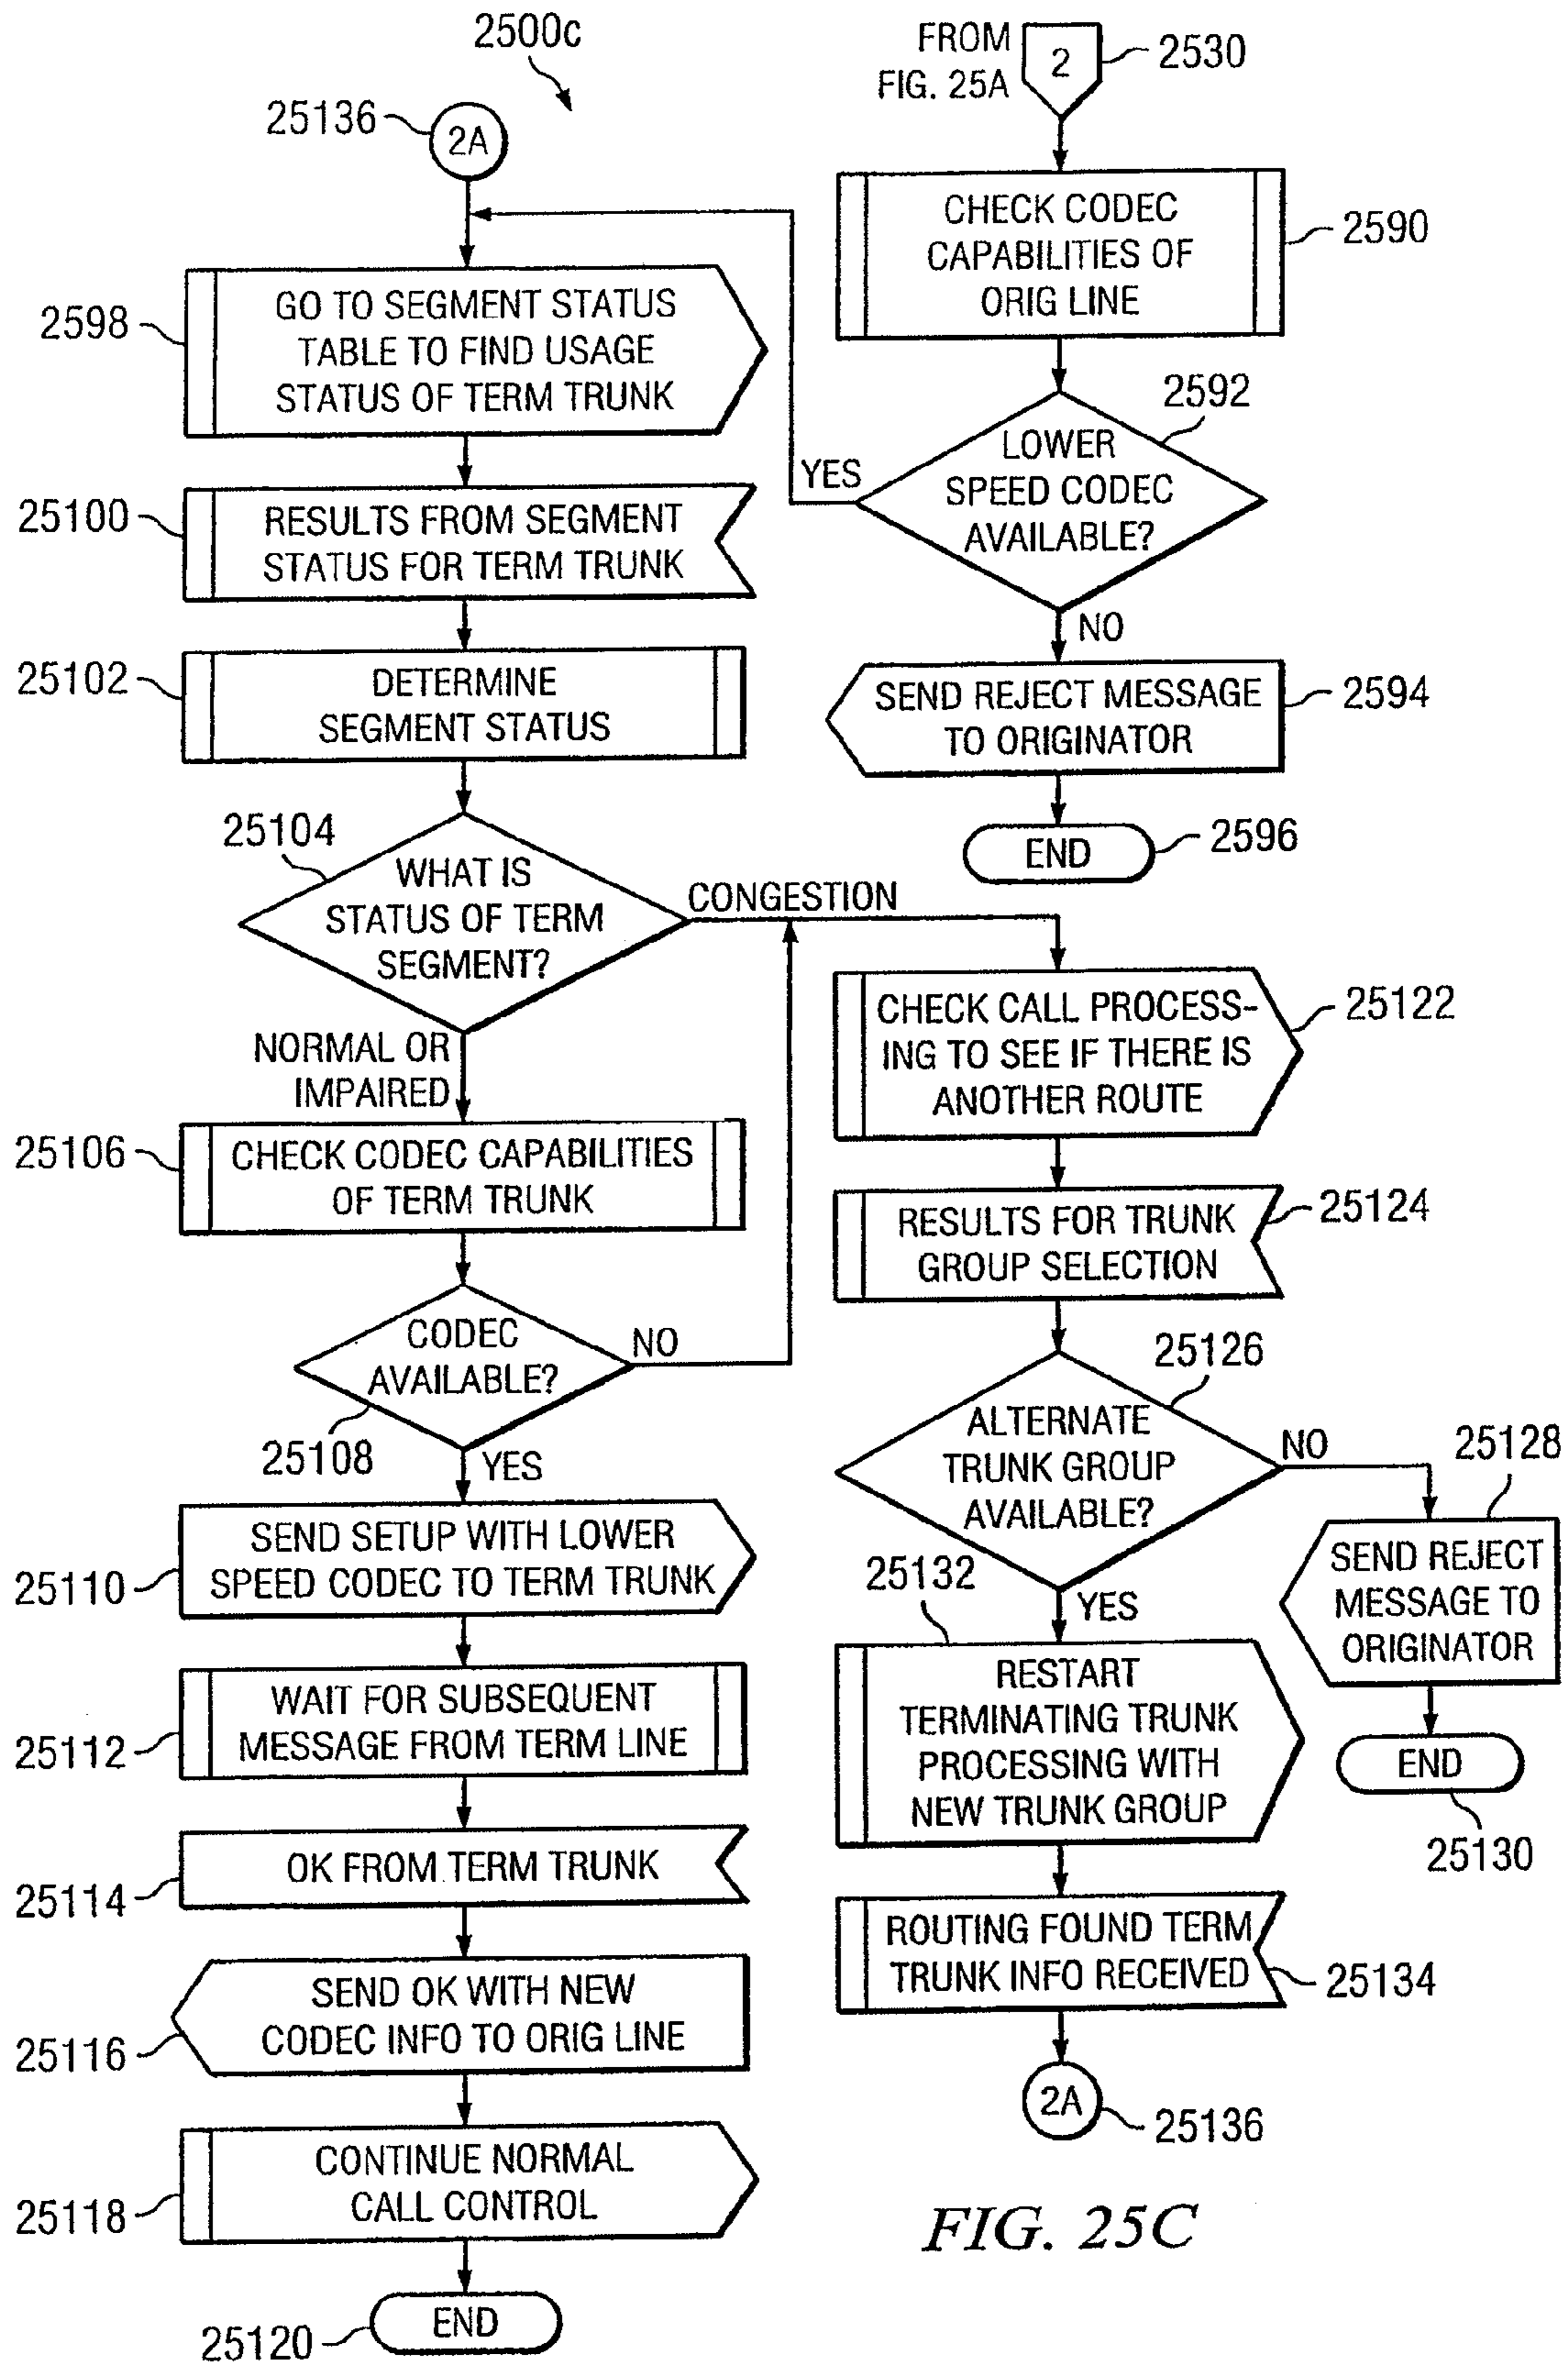 2500c
FROM
FIG. 25A
2
2530
25136
2A
CHECK CODEC
CAPABILITIES OF
ORIG LINE
2590
2598
GO TO SEGMENT STATUS
TABLE TO FIND USAGE
STATUS OF TERM TRUNK
2592
LOWER
SPEED CODEC
AVAILABLE?
YES
NO
25100
RESULTS FROM SEGMENT
STATUS FOR TERM TRUNK
25102
DETERMINE
SEGMENT STATUS
SEND REJECT MESSAGE
TO ORIGINATOR
2594
END
2596
25104
WHAT IS
STATUS OF TERM
SEGMENT?
CONGESTION
NORMAL OR
IMPAIRED
CHECK CALL PROCESS-
ING TO SEE IF THERE IS
ANOTHER ROUTE
25122
25106
CHECK CODEC CAPABILITIES
OF TERM TRUNK
RESULTS FOR TRUNK
GROUP SELECTION
25124
CODEC
AVAILABLE?
NO
25108
YES
25126
ALTERNATE
TRUNK GROUP
AVAILABLE?
NO
25128
YES
SEND REJECT
MESSAGE TO
ORIGINATOR
END
25130
25110
SEND SETUP WITH LOWER
SPEED CODEC TO TERM TRUNK
25132
RESTART
TERMINATING TRUNK
PROCESSING WITH
NEW TRUNK GROUP
25112
WAIT FOR SUBSEQUENT
MESSAGE FROM TERM LINE
25114
OK FROM TERM TRUNK
ROUTING FOUND TERM
TRUNK INFO RECEIVED
25134
25116
SEND OK WITH NEW
CODEC INFO TO ORIG LINE
2A
25136
25118
CONTINUE NORMAL
CALL CONTROL
25120
END
FIG. 25C